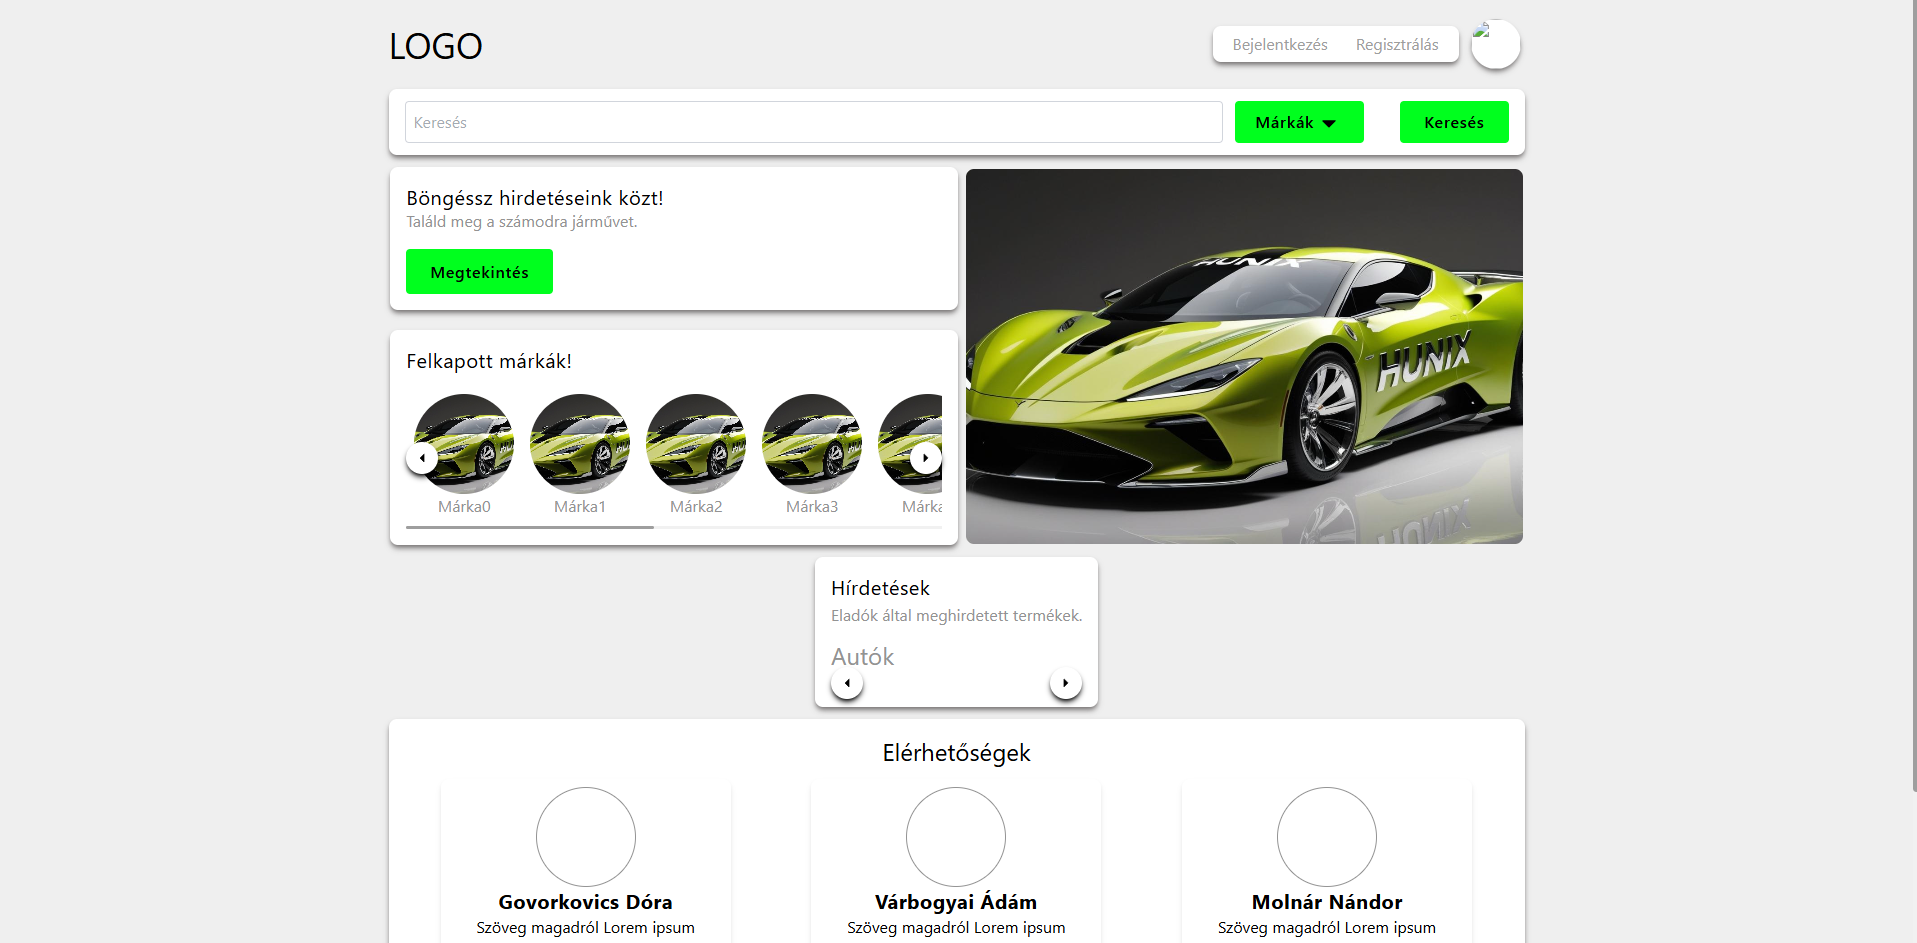 LOGO
Bejelentkezés Regisztrálás
Keresés Márkák Keresés
Böngéssz hirdetéseink közt!
Találd meg a számodra járművet.
Megtekintés
HUNIX
HUNIX
Felkapott márkák!
Márka0 Márka1 Márka2 Márka3 Márka
Hírdetések
Eladók által meghirdetett termékek.
Autók
Elérhetőségek
Govorkovics Dóra Várbogyai Ádám Molnár Nándor
Szöveg magadról Lorem ipsum Szöveg magadról Lorem ipsum Szöveg magadról Lorem ipsum